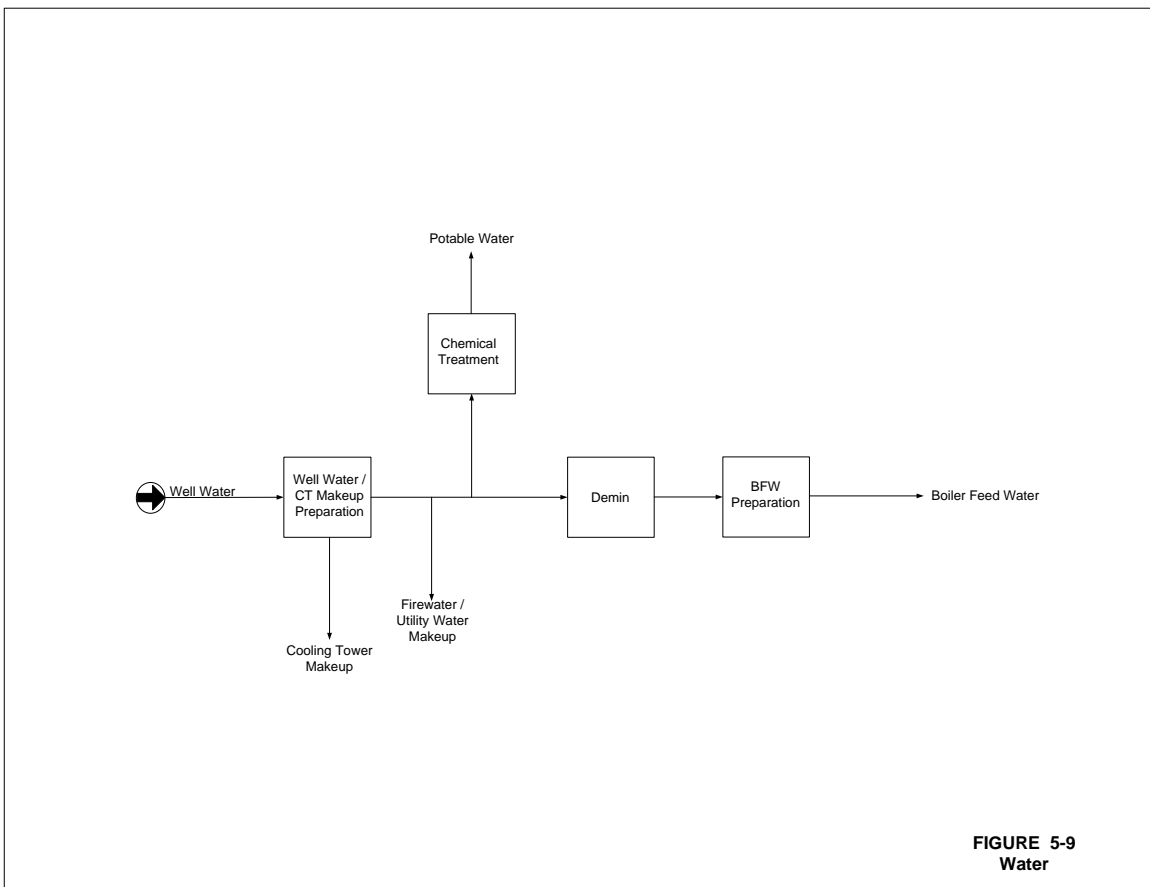 Potable Water
Chemical
Treatment
Well Water
Well Water /
CT Makeup
Preparation
Demin
BFW
Preparation
Boiler Feed Water
Firewater /
Utility Water
Makeup
Cooling Tower
Makeup
FIGURE 5-9
Water